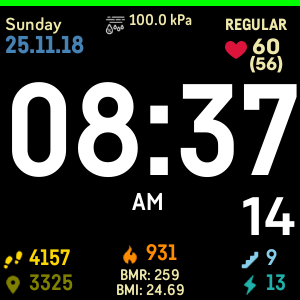 Sunday 100.0 kPa REGULAR
25.11.18 60
(56)
08:37
AM 14
4157 931 9
3325 BMR: 259 13
BMI: 24.69